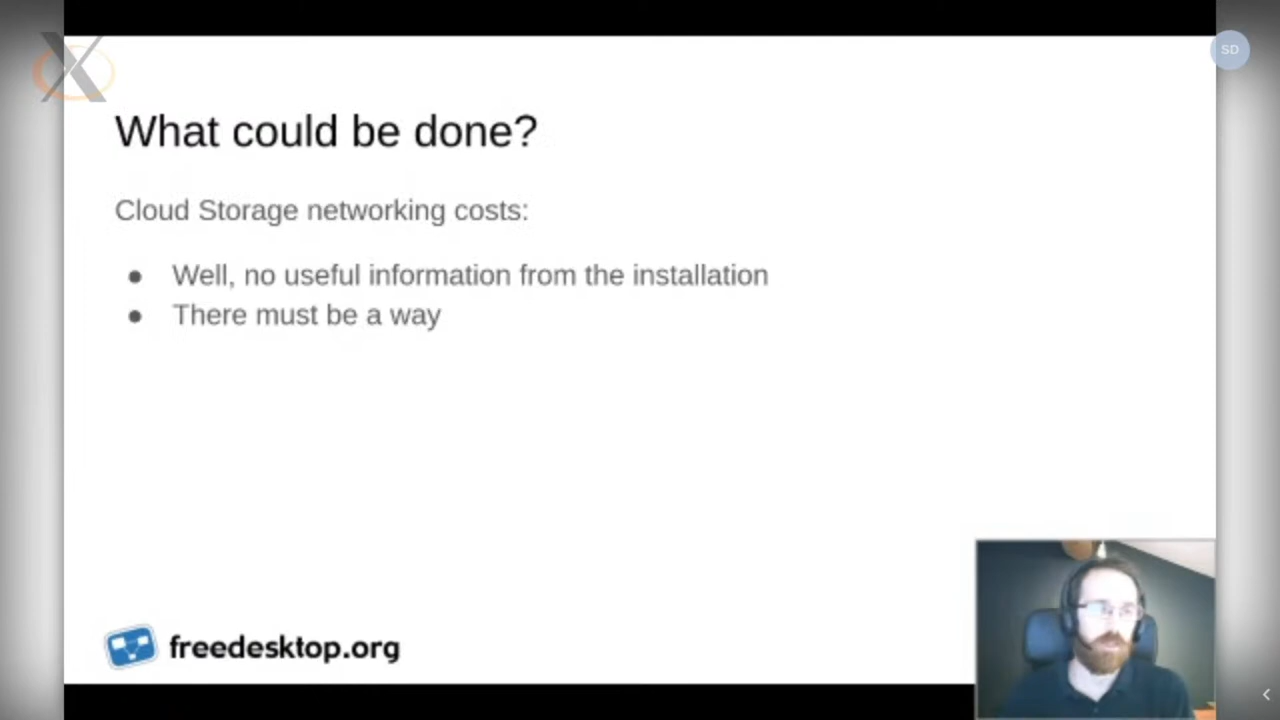 SD
What could be done?
Cloud Storage networking costs:
● Well, no useful information from the installation
● There must be a way
freedesktop.org